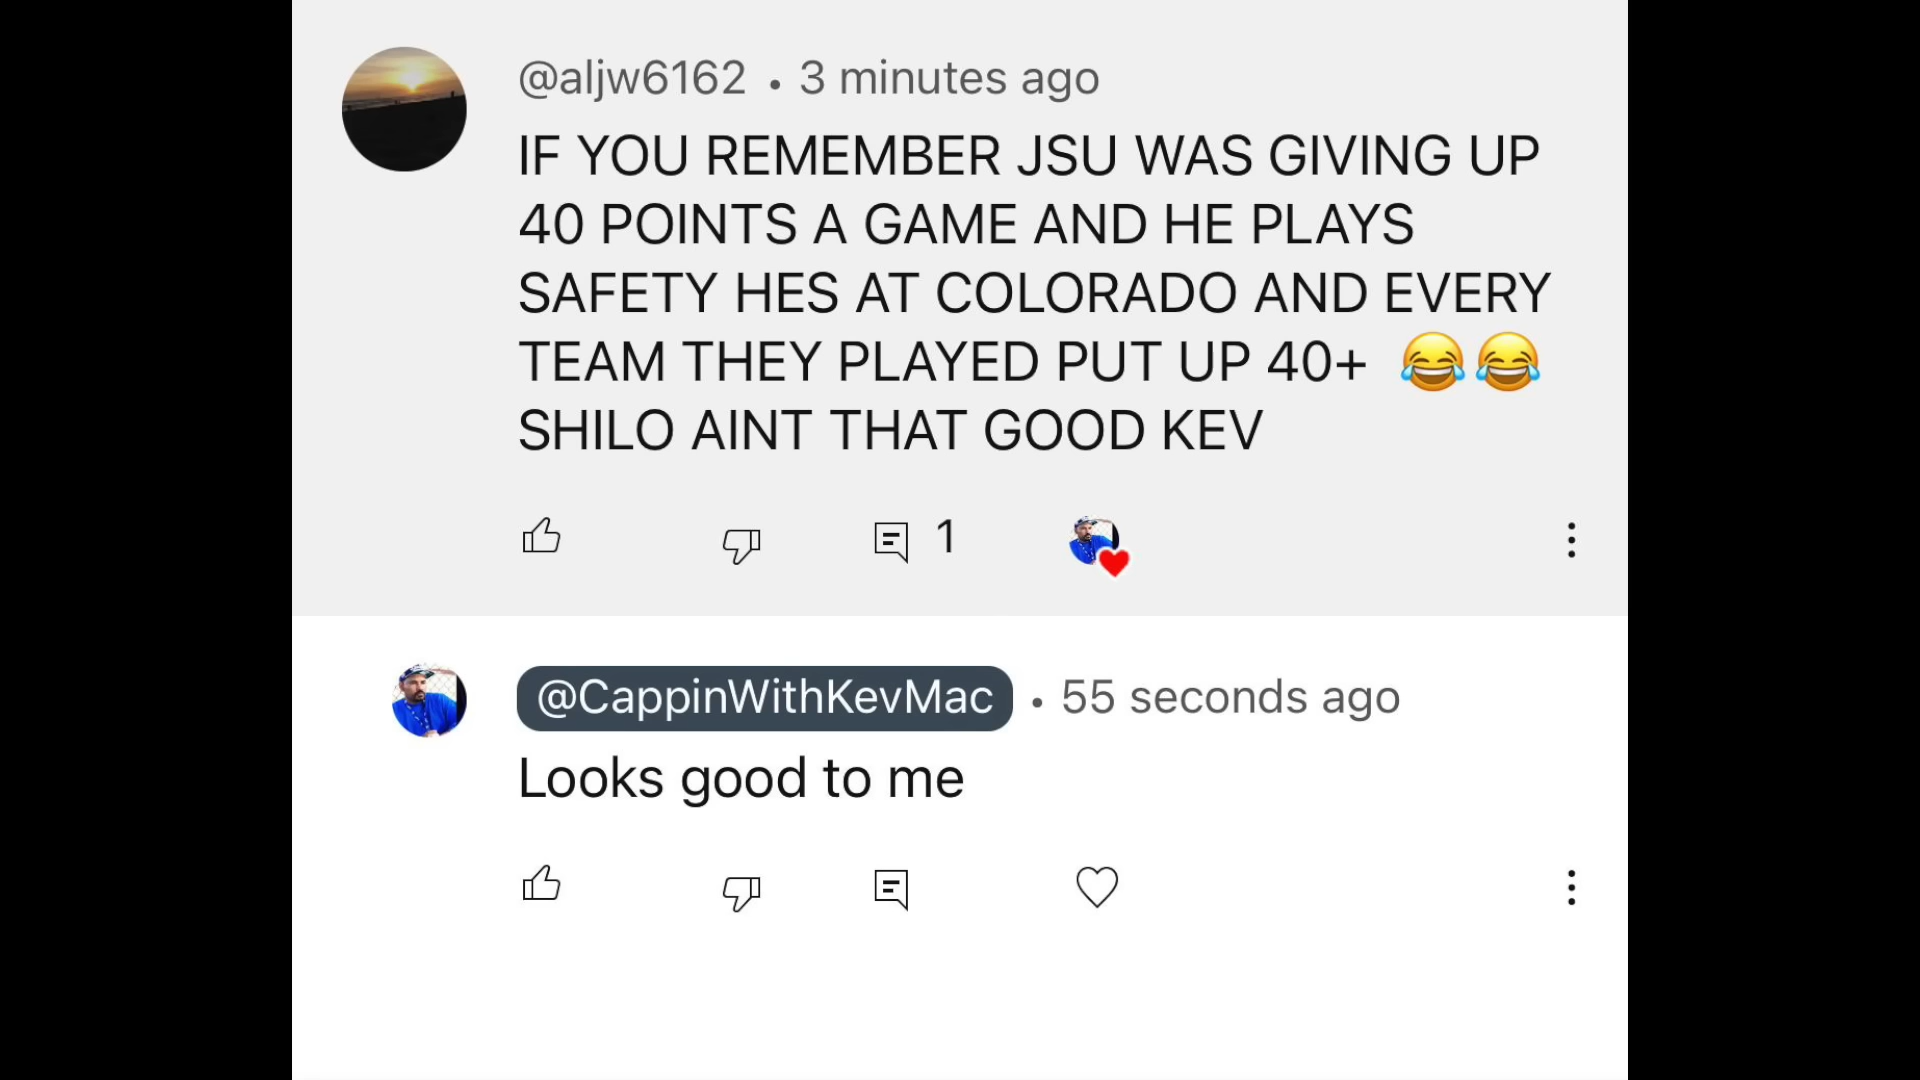 @aljw6162 • 3 minutes ago
IF YOU REMEMBER JSU WAS GIVING UP
40 POINTS A GAME AND HE PLAYS
SAFETY HES AT COLORADO AND EVERY
TEAM THEY PLAYED PUT UP 40+ 😂😂
SHILO AINT THAT GOOD KEV
1
@CappinWithKevMac • 55 seconds ago
Looks good to me